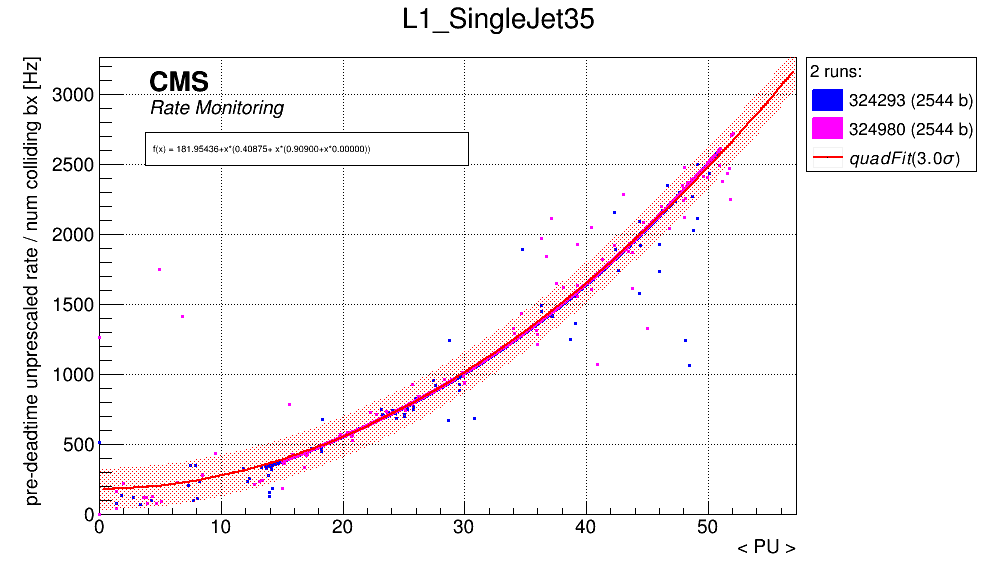 L1_SingleJet35
pre-deadtime unprescaled rate / num colliding bx [Hz]
CMS
Rate Monitoring
f(x) = 181.95436+x*(0.40875+ x*(0.90900+x*0.00000))
3000
2500
2000
1500
1000
500
0
0 10 20 30 40 50
< PU >
2 runs:
324293 (2544 b)
324980 (2544 b)
quadFit(3.0σ)